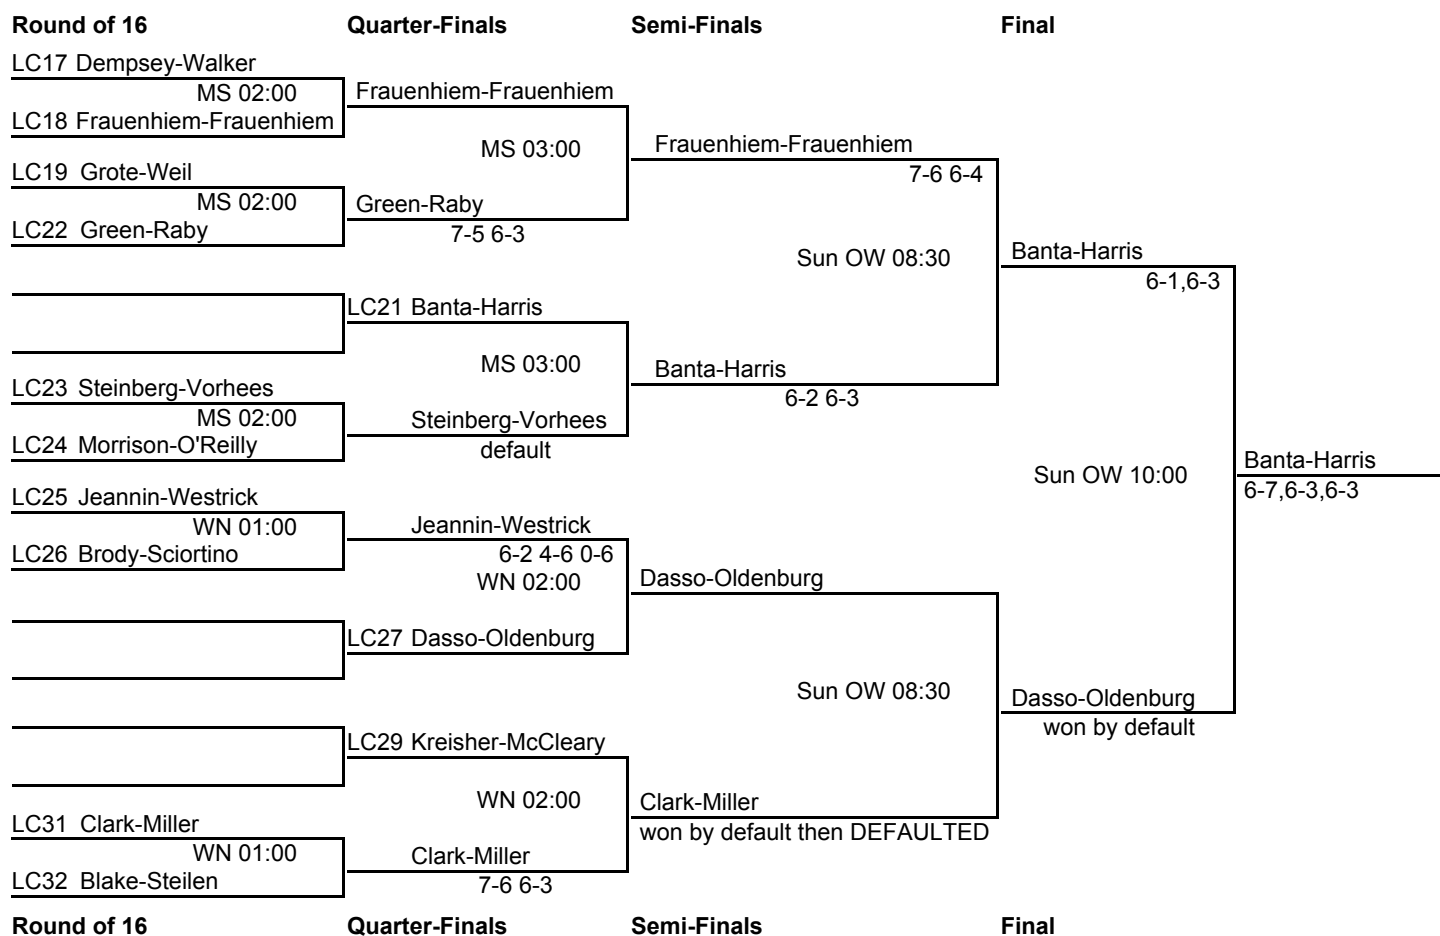 Round of 16 Quarter-Finals Semi-Finals Final
LC17 Dempsey-Walker
MS 02:00 Frauenhiem-Frauenhiem
LC18 Frauenhiem-Frauenhiem
MS 03:00 Frauenhiem-Frauenhiem
LC19 Grote-Weil 7-6 6-4
MS 02:00 Green-Raby
LC22 Green-Raby 7-5 6-3
Sun OW 08:30 Banta-Harris
6-1,6-3
LC21 Banta-Harris
MS 03:00 Banta-Harris
LC23 Steinberg-Vorhees 6-2 6-3
MS 02:00 Steinberg-Vorhees
LC24 Morrison-O'Reilly default
Sun OW 10:00 Banta-Harris
LC25 Jeannin-Westrick 6-7,6-3,6-3
WN 01:00 Jeannin-Westrick
LC26 Brody-Sciortino 6-2 4-6 0-6
WN 02:00 Dasso-Oldenburg
LC27 Dasso-Oldenburg
Sun OW 08:30 Dasso-Oldenburg
won by default
LC29 Kreisher-McCleary
WN 02:00 Clark-Miller
LC31 Clark-Miller won by default then DEFAULTED
WN 01:00 Clark-Miller
LC32 Blake-Steilen 7-6 6-3
Round of 16 Quarter-Finals Semi-Finals Final